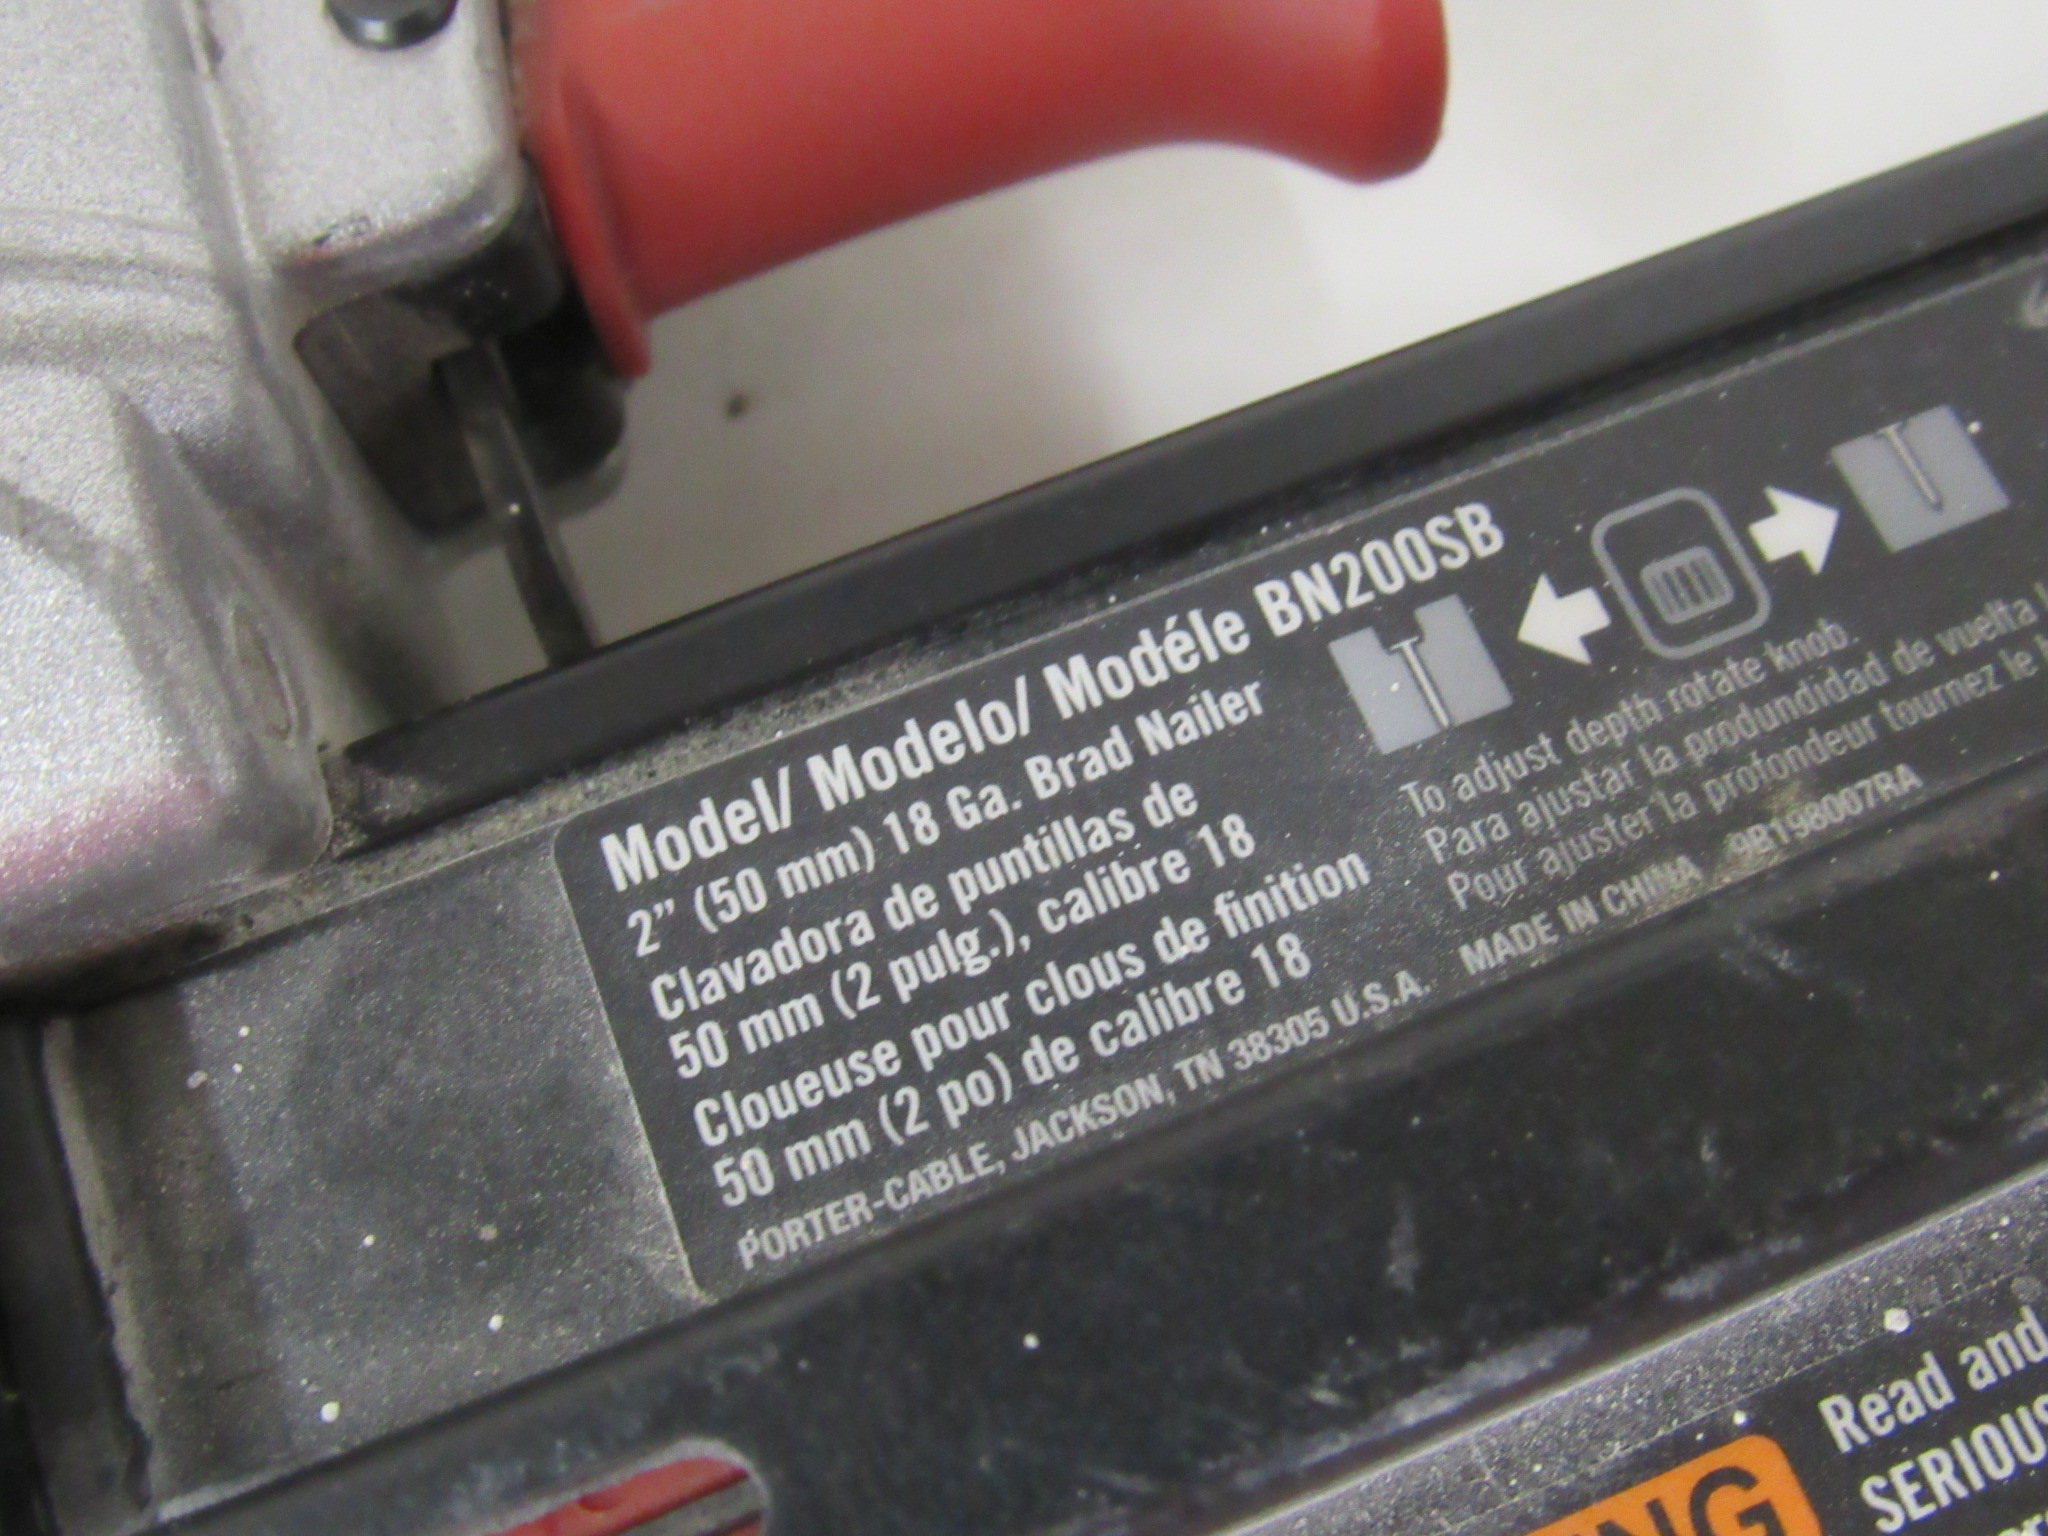 Model/ Modelo/ Modéle BN200SB
2” (50 mm) 18 Ga. Brad Nailer
Clavadora de puntillas de
50 mm (2 pulg.), calibre 18
Cloueuse pour clous de finition
50 mm (2 po) de calibre 18
PORTER-CABLE, JACKSON, TN 38305 U.S.A. MADE IN CHINA 9B198007RA
To adjust depth rotate knob.
Para ajustar la produndidad de vuelta
Pour ajuster la profondeur tournez le
Read and
SERIOUS